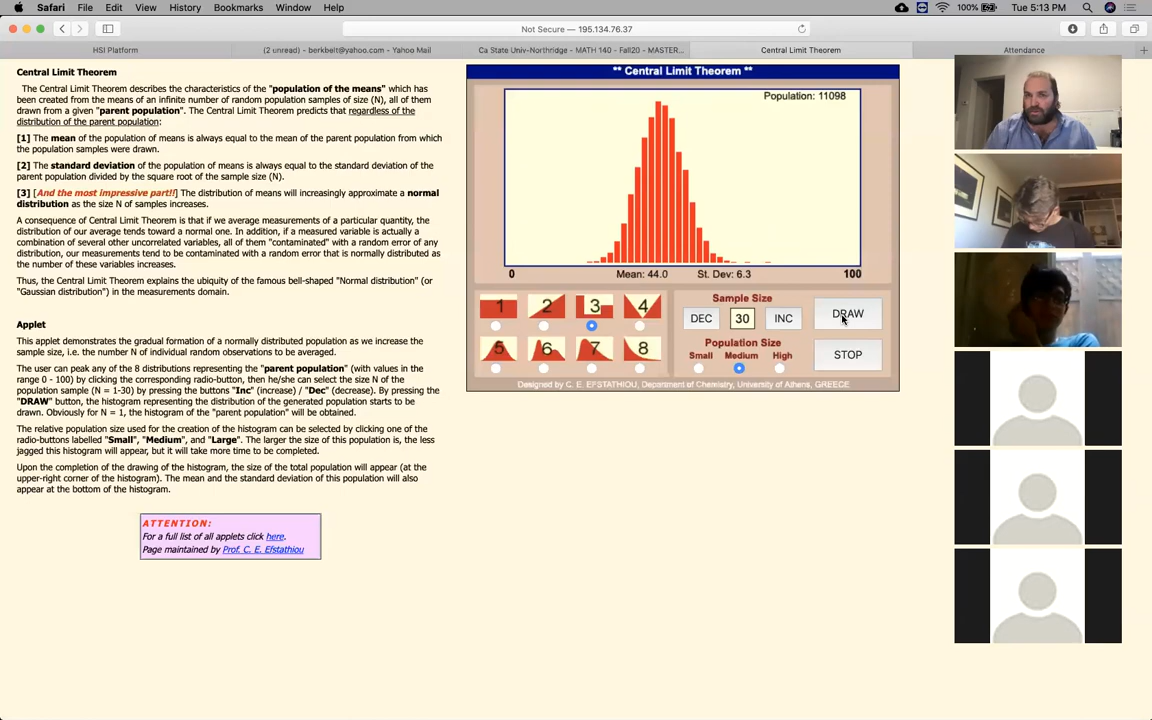 Safari File Edit View History Bookmarks Window Help 100% Tue 5:13 PM
Not Secure — 195.134.76.37
HSI Platform (2 unread) - berkbelt@yahoo.com - Yahoo Mail Ca State Univ-Northridge - MATH 140 - Fall20 - MASTER... Central Limit Theorem Attendance
Central Limit Theorem
The Central Limit Theorem describes the characteristics of the "population of the means" which has
been created from the means of an infinite number of random population samples of size (N), all of them
drawn from a given "parent population". The Central Limit Theorem predicts that regardless of the
distribution of the parent population:
[1] The mean of the population of means is always equal to the mean of the parent population from which
the population samples were drawn.
[2] The standard deviation of the population of means is always equal to the standard deviation of the
parent population divided by the square root of the sample size (N).
[3] [And the most impressive part!!] The distribution of means will increasingly approximate a normal
distribution as the size N of samples increases.
A consequence of Central Limit Theorem is that if we average measurements of a particular quantity, the
distribution of our average tends toward a normal one. In addition, if a measured variable is actually a
combination of several other uncorrelated variables, all of them "contaminated" with a random error of any
distribution, our measurements tend to be contaminated with a random error that is normally distributed as
the number of these variables increases.
Thus, the Central Limit Theorem explains the ubiquity of the famous bell-shaped "Normal distribution" (or
"Gaussian distribution") in the measurements domain.
Applet
This applet demonstrates the gradual formation of a normally distributed population as we increase the
sample size, i.e. the number N of individual random observations to be averaged.
The user can peak any of the 8 distributions representing the "parent population" (with values in the
range 0 - 100) by clicking the corresponding radio-button, then he/she can select the size N of the
population sample (N = 1-30) by pressing the buttons "Inc" (increase) / "Dec" (decrease). By pressing the
"DRAW" button, the histogram representing the distribution of the generated population starts to be
drawn. Obviously for N = 1, the histogram of the "parent population" will be obtained.
The relative population size used for the creation of the histogram can be selected by clicking one of the
radio-buttons labelled "Small", "Medium", and "Large". The larger the size of this population is, the less
jagged this histogram will appear, but it will take more time to be completed.
Upon the completion of the drawing of the histogram, the size of the total population will appear (at the
upper-right corner of the histogram). The mean and the standard deviation of this population will also
appear at the bottom of the histogram.
ATTENTION:
For a full list of all applets click here.
Page maintained by Prof. C. E. Efstathiou
** Central Limit Theorem **
Population: 11098
0 Mean: 44.0 St. Dev: 6.3 100
1 2 3 4
5 6 7 8
Sample Size
DEC 30 INC
Population Size
Small Medium High
DRAW
STOP
Designed by C. E. EFSTATHIOU, Department of Chemistry, University of Athens, GREECE